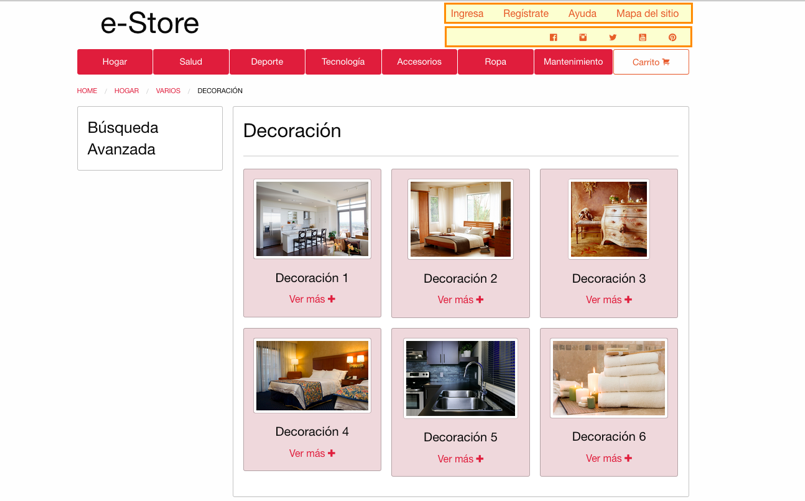 e-Store
Ingresa Regístrate Ayuda Mapa del sitio
Hogar Salud Deporte Tecnología Accesorios Ropa Mantenimiento Carrito
HOME / HOGAR / VARIOS / DECORACIÓN
Búsqueda
Avanzada
Decoración
Decoración 1 Decoración 2 Decoración 3
Ver más Ver más Ver más
Decoración 4 Decoración 5 Decoración 6
Ver más Ver más Ver más